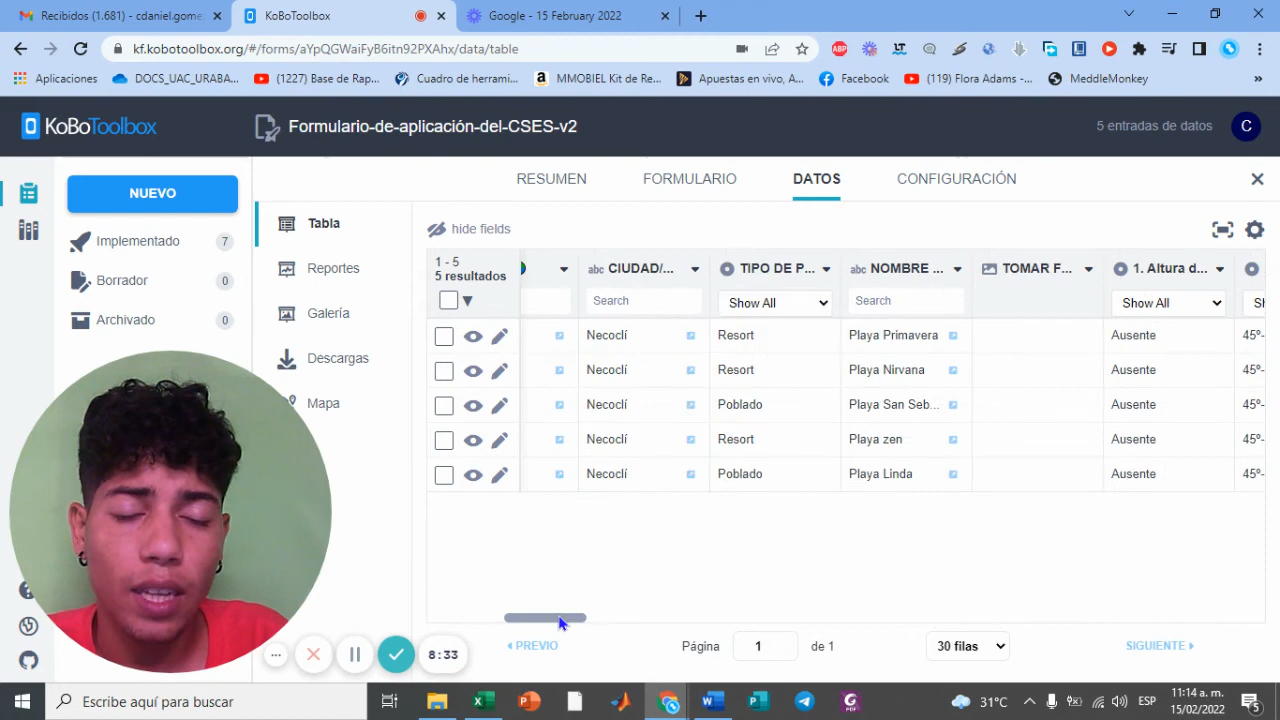 Recibidos (1.681) - cdaniel.gome
KoBoToolbox
Google - 15 February 2022
kf.kobotoolbox.org/#/forms/aYpQGWaiFyB6itn92PXAhx/data/table
Aplicaciones
DOCS_UAC_URABA...
(1227) Base de Rap...
Cuadro de herrami...
MMOBIEL Kit de Re...
Apuestas en vivo, A...
Facebook
(119) Flora Adams -...
MeddleMonkey
»
KoBoToolbox
Formulario-de-aplicación-del-CSES-v2
5 entradas de datos
C
NUEVO
RESUMEN
FORMULARIO
DATOS
CONFIGURACIÓN
Implementado 7
Borrador 0
Archivado 0
Tabla
Reportes
Galería
Descargas
Mapa
hide fields
1 - 5
5 resultados
abc CIUDAD/...
TIPO DE P...
abc NOMBRE ...
TOMAR F...
1. Altura d...
Search
Show All
Search
Show All
Necoclí Resort Playa Primavera Ausente 45º-
Necoclí Resort Playa Nirvana Ausente 45º-
Necoclí Poblado Playa San Seb... Ausente 45º-
Necoclí Resort Playa zen Ausente 45º-
Necoclí Poblado Playa Linda Ausente 45º-
PREVIO
Página 1 de 1
30 filas
SIGUIENTE
8:33
Escribe aquí para buscar
31°C
ESP
11:14 a. m.
15/02/2022
5